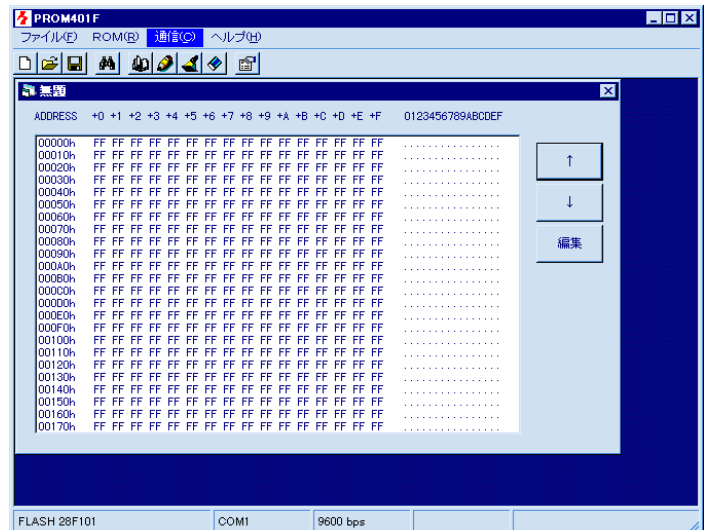 PROM401F
ファイル(F) ROM(R) 通信(C) ヘルプ(H)
無題
ADDRESS +0 +1 +2 +3 +4 +5 +6 +7 +8 +9 +A +B +C +D +E +F 0123456789ABCDEF
00000h FF FF FF FF FF FF FF FF FF FF FF FF FF FF FF FF ................
00010h FF FF FF FF FF FF FF FF FF FF FF FF FF FF FF FF ................
00020h FF FF FF FF FF FF FF FF FF FF FF FF FF FF FF FF ................
00030h FF FF FF FF FF FF FF FF FF FF FF FF FF FF FF FF ................
00040h FF FF FF FF FF FF FF FF FF FF FF FF FF FF FF FF ................
00050h FF FF FF FF FF FF FF FF FF FF FF FF FF FF FF FF ................
00060h FF FF FF FF FF FF FF FF FF FF FF FF FF FF FF FF ................
00070h FF FF FF FF FF FF FF FF FF FF FF FF FF FF FF FF ................
00080h FF FF FF FF FF FF FF FF FF FF FF FF FF FF FF FF ................
00090h FF FF FF FF FF FF FF FF FF FF FF FF FF FF FF FF ................
000A0h FF FF FF FF FF FF FF FF FF FF FF FF FF FF FF FF ................
000B0h FF FF FF FF FF FF FF FF FF FF FF FF FF FF FF FF ................
000C0h FF FF FF FF FF FF FF FF FF FF FF FF FF FF FF FF ................
000D0h FF FF FF FF FF FF FF FF FF FF FF FF FF FF FF FF ................
000E0h FF FF FF FF FF FF FF FF FF FF FF FF FF FF FF FF ................
000F0h FF FF FF FF FF FF FF FF FF FF FF FF FF FF FF FF ................
00100h FF FF FF FF FF FF FF FF FF FF FF FF FF FF FF FF ................
00110h FF FF FF FF FF FF FF FF FF FF FF FF FF FF FF FF ................
00120h FF FF FF FF FF FF FF FF FF FF FF FF FF FF FF FF ................
00130h FF FF FF FF FF FF FF FF FF FF FF FF FF FF FF FF ................
00140h FF FF FF FF FF FF FF FF FF FF FF FF FF FF FF FF ................
00150h FF FF FF FF FF FF FF FF FF FF FF FF FF FF FF FF ................
00160h FF FF FF FF FF FF FF FF FF FF FF FF FF FF FF FF ................
00170h FF FF FF FF FF FF FF FF FF FF FF FF FF FF FF FF ................
↑
↓
編集
FLASH 28F101 COM1 9600 bps